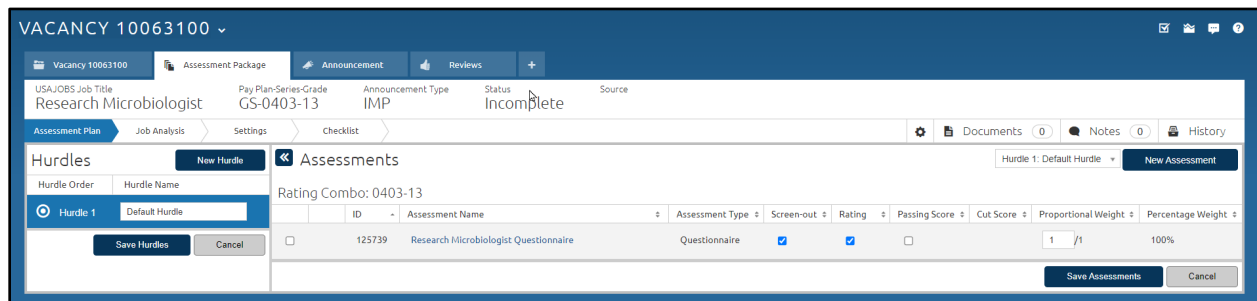 VACANCY 10063100
Vacancy 10063100 Assessment Package Announcement Reviews +
USAJOBS Job Title Pay Plan-Series-Grade Announcement Type Status Source
Research Microbiologist GS-0403-13 IMP Incomplete
Assessment Plan Job Analysis Settings Checklist Documents 0 Notes 0 History
Hurdles New Hurdle Assessments Hurdle 1: Default Hurdle New Assessment
Hurdle Order Hurdle Name
Rating Combo: 0403-13
Hurdle 1 Default Hurdle
ID Assessment Name Assessment Type Screen-out Rating Passing Score Cut Score Proportional Weight Percentage Weight
125739 Research Microbiologist Questionnaire Questionnaire 1 /1 100%
Save Hurdles Cancel
Save Assessments Cancel